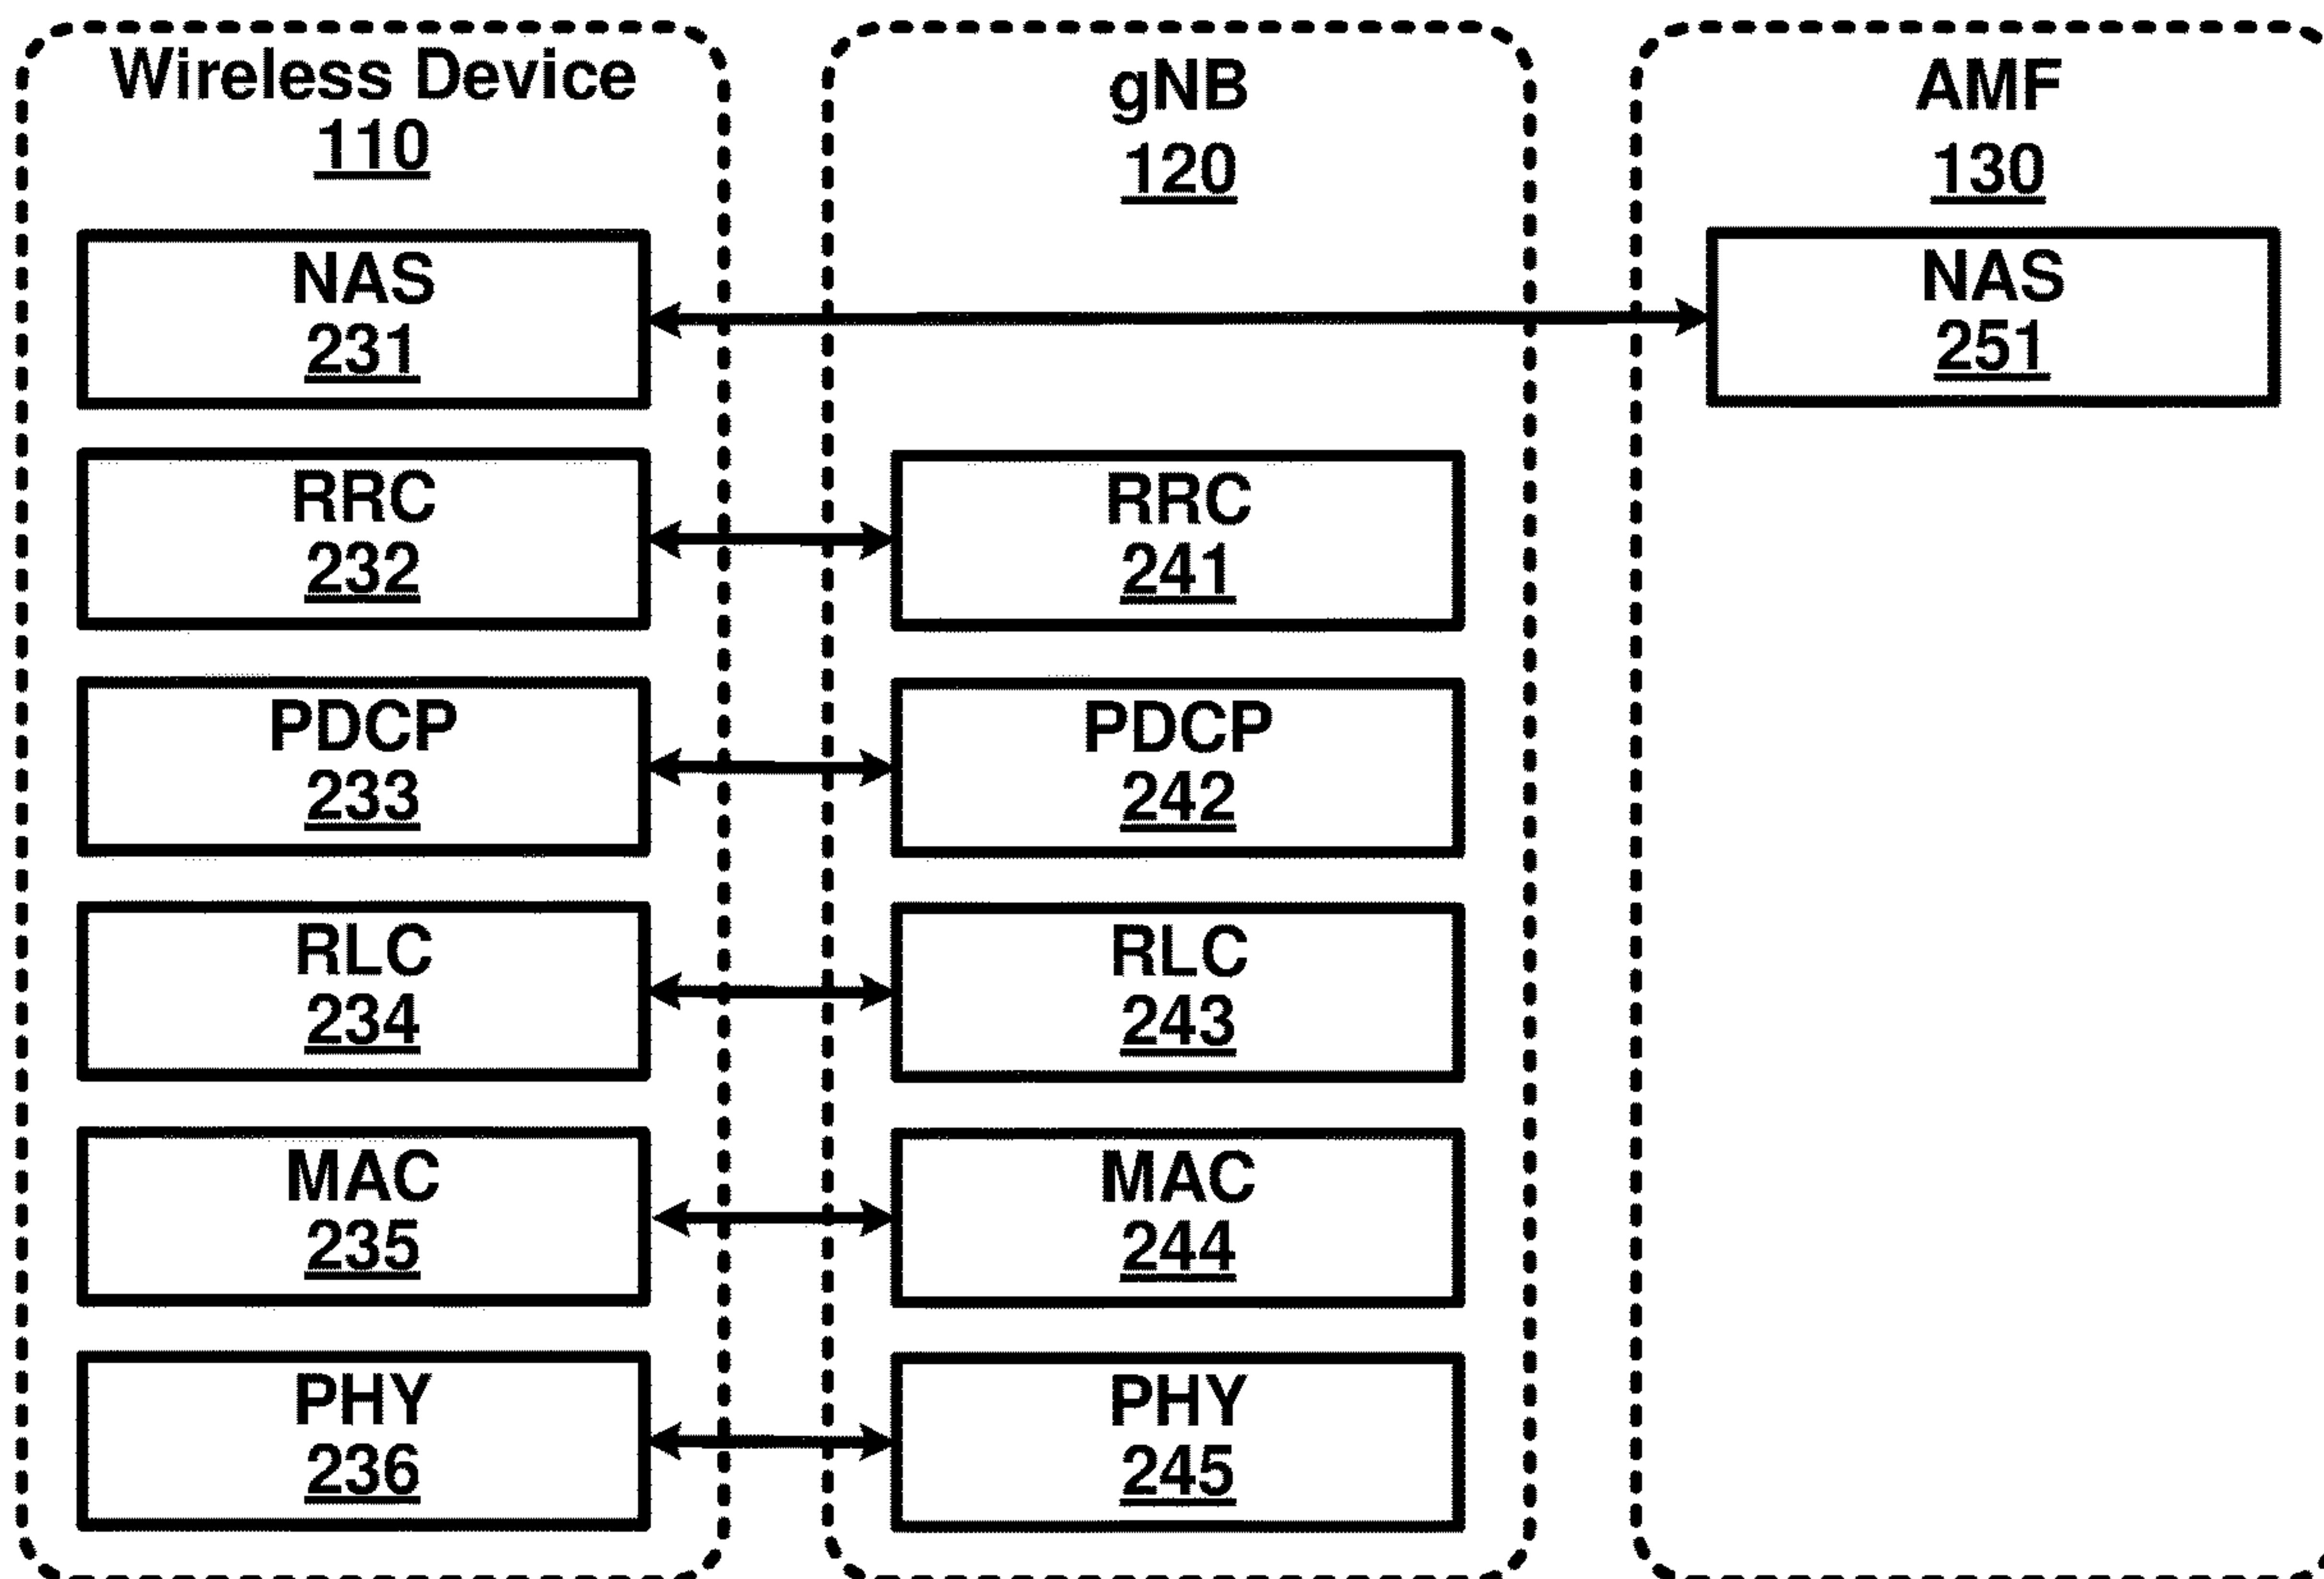 Wireless Device
110
NAS
231
RRC
232
PDCP
233
RLC
234
MAC
235
PHY
236
gNB
120
RRC
241
PDCP
242
RLC
243
MAC
244
PHY
245
AMF
130
NAS
251